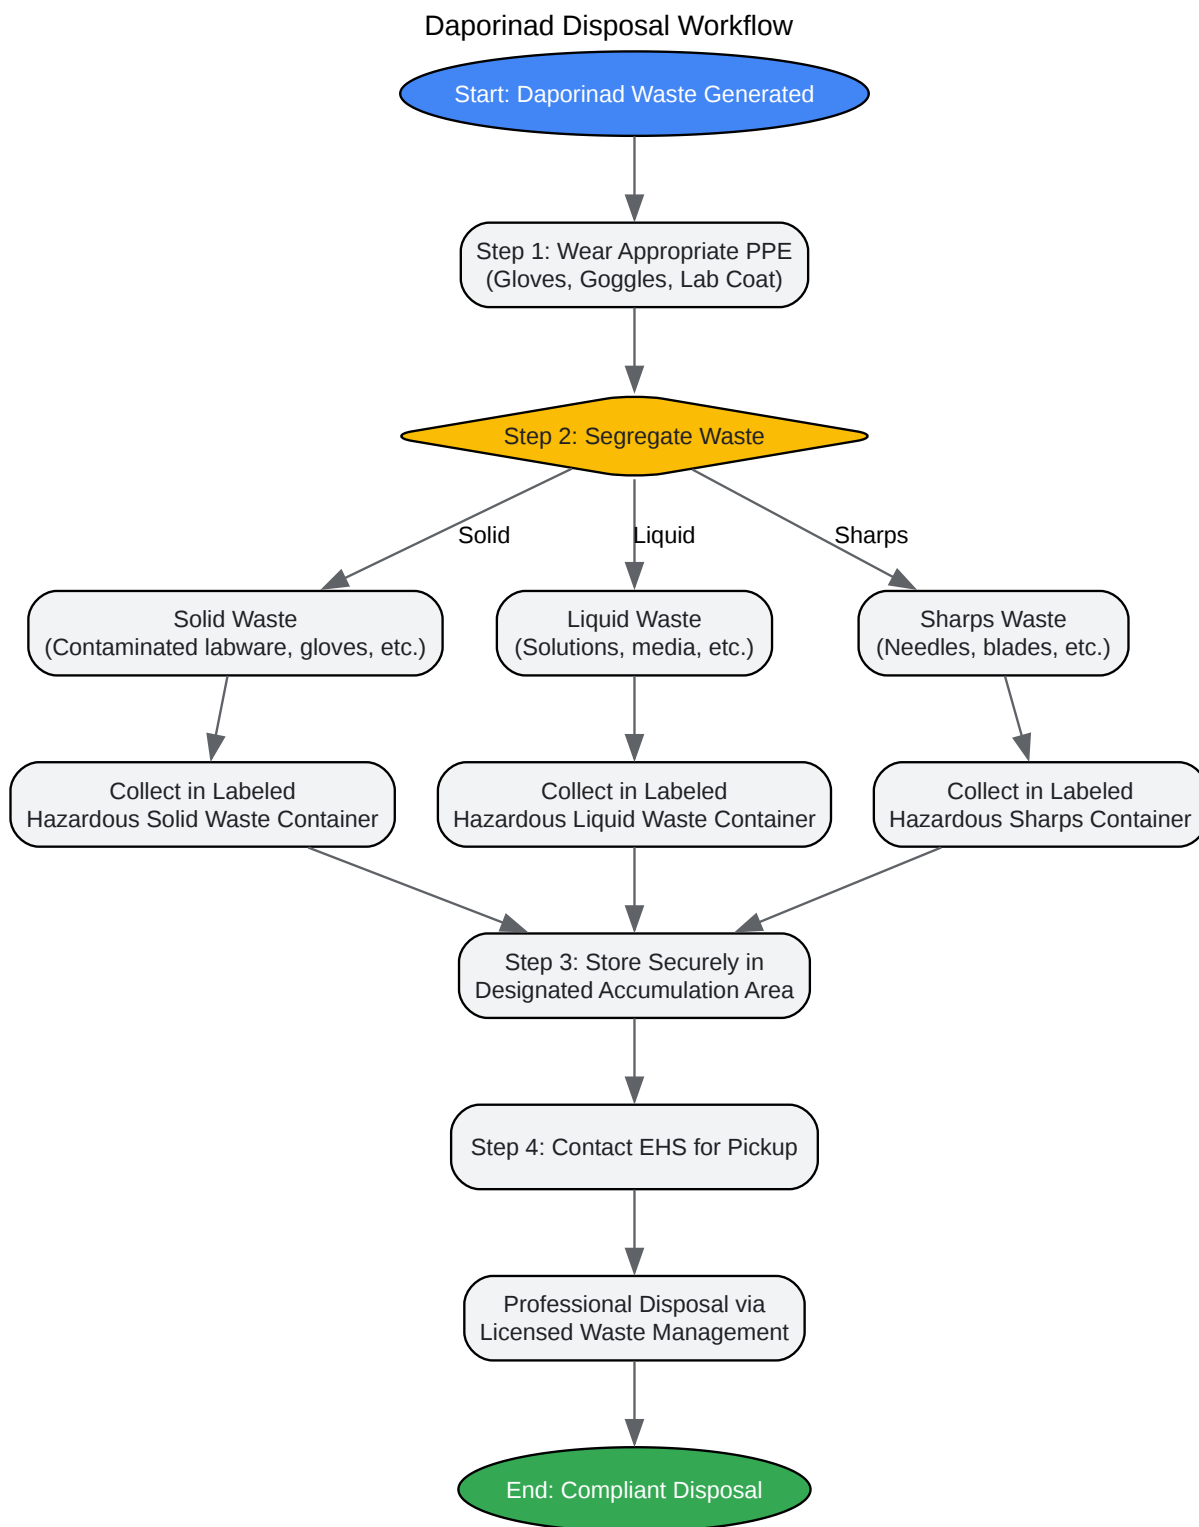 Daporinad Disposal Workflow
Start: Daporinad Waste Generated
Step 1: Wear Appropriate PPE
(Gloves, Goggles, Lab Coat)
Step 2: Segregate Waste
Solid
Liquid
Sharps
Solid Waste
(Contaminated labware, gloves, etc.)
Liquid Waste
(Solutions, media, etc.)
Sharps Waste
(Needles, blades, etc.)
Collect in Labeled
Hazardous Solid Waste Container
Collect in Labeled
Hazardous Liquid Waste Container
Collect in Labeled
Hazardous Sharps Container
Step 3: Store Securely in
Designated Accumulation Area
Step 4: Contact EHS for Pickup
Professional Disposal via
Licensed Waste Management
End: Compliant Disposal